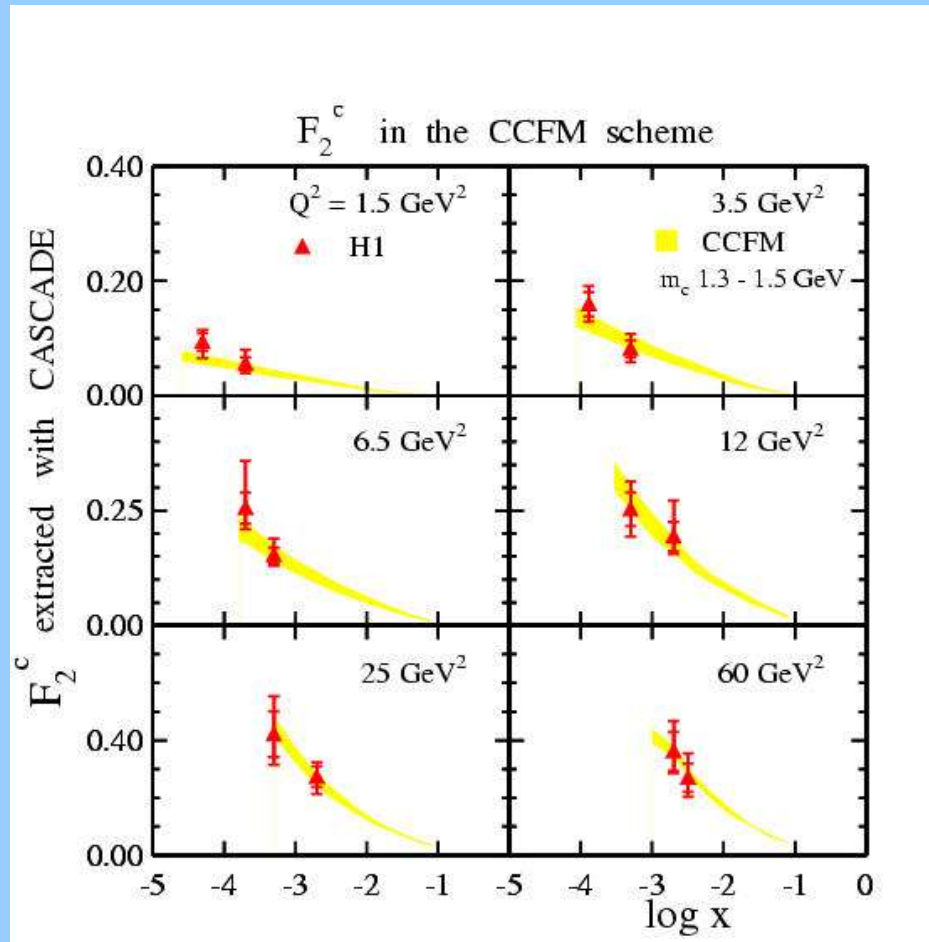 F₂ᶜ in the CCFM scheme
F₂ᶜ extracted with CASCADE
0.40
Q² = 1.5 GeV²
H1
3.5 GeV²
CCFM
m_c 1.3 - 1.5 GeV
0.20
0.00
6.5 GeV²
12 GeV²
0.25
0.00
25 GeV²
60 GeV²
0.40
0.00
-5 -4 -3 -2 -1 -5 -4 -3 -2 -1 0
log x